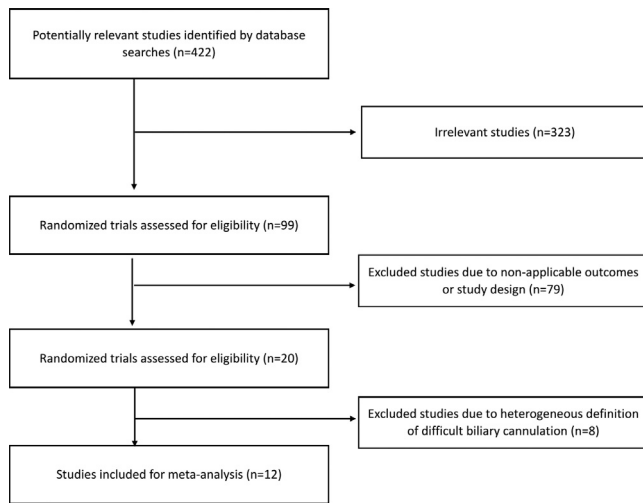 Potentially relevant studies identified by database
searches (n=422)
Irrelevant studies (n=323)
Randomized trials assessed for eligibility (n=99)
Excluded studies due to non-applicable outcomes
or study design (n=79)
Randomized trials assessed for eligibility (n=20)
Excluded studies due to heterogeneous definition
of difficult biliary cannulation (n=8)
Studies included for meta-analysis (n=12)